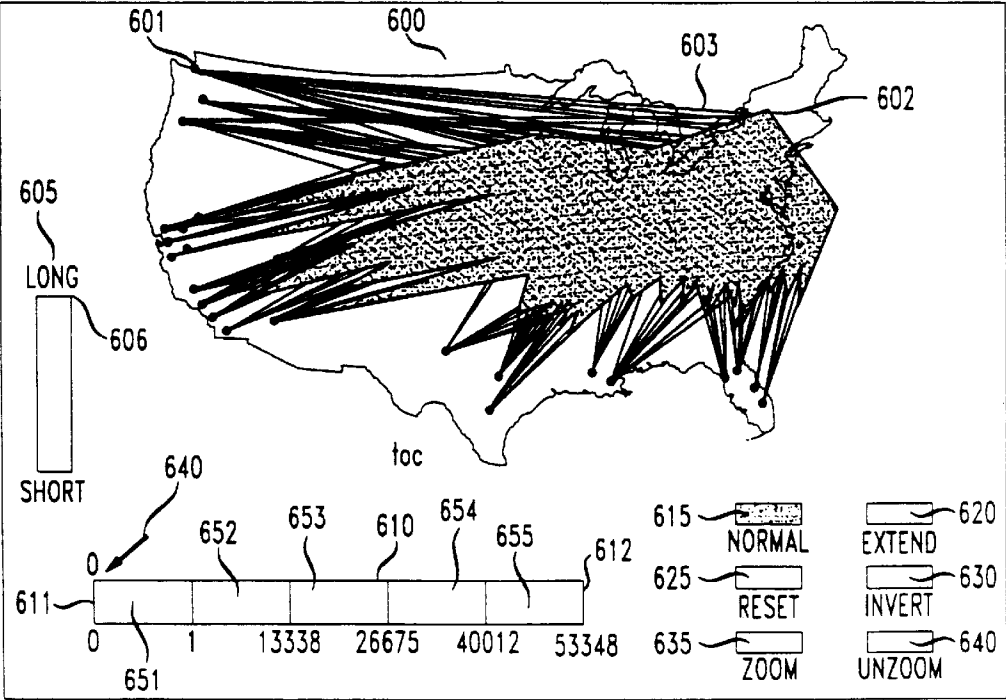 601
600
603
602
605
LONG
606
SHORT
toc
640
652
653
610
654
655
612
0
611
0 1 13338 26675 40012 53348
651
615 NORMAL
620 EXTEND
625 RESET
630 INVERT
635 ZOOM
640 UNZOOM